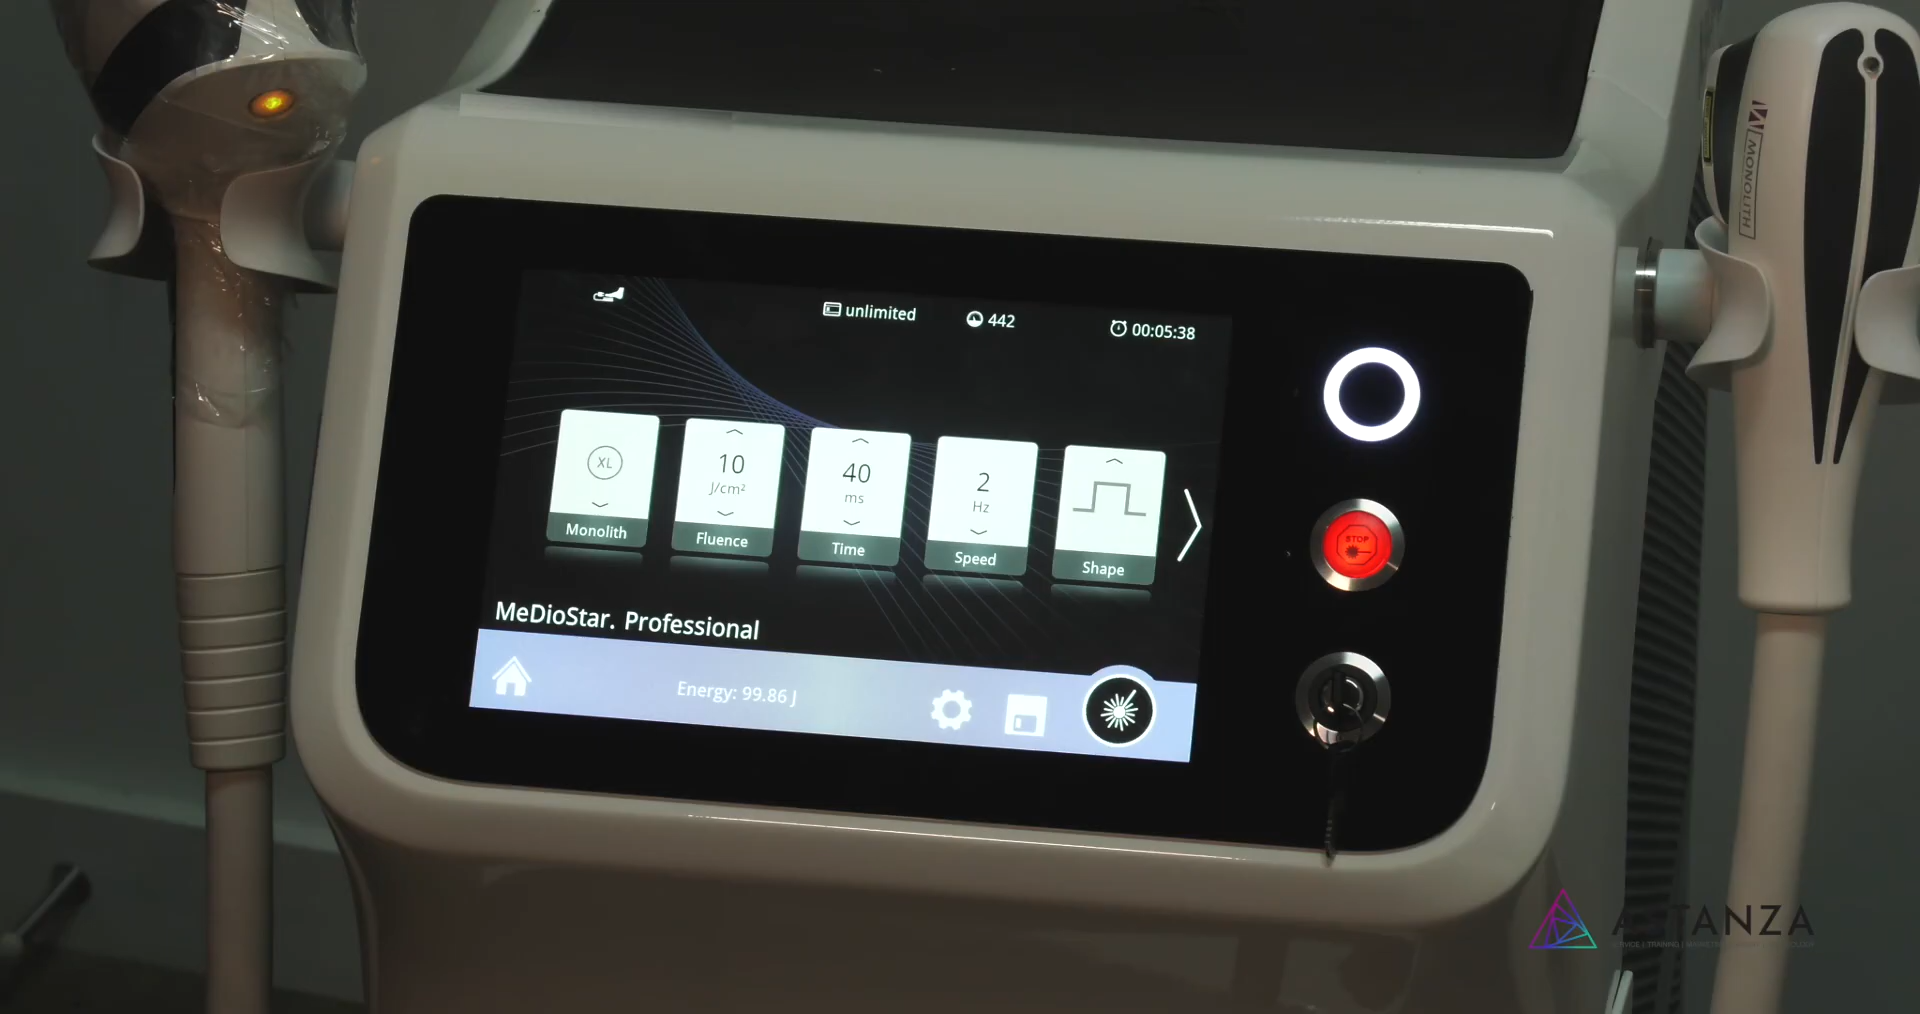 unlimited
442
00:05:38
XL
Monolith
10
J/cm²
Fluence
40
ms
Time
2
Hz
Speed
Shape
MeDioStar. Professional
Energy: 99.86 J
STOP
MONOLITH
ASTANZA